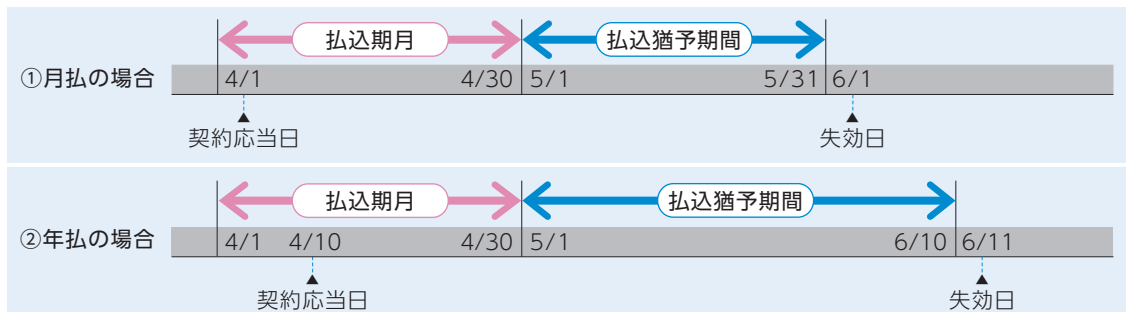 払込期月
払込猶予期間
①月払の場合
4/1
4/30
5/1
5/31
6/1
契約応当日
失効日
払込期月
払込猶予期間
②年払の場合
4/1
4/10
4/30
5/1
6/10
6/11
契約応当日
失効日